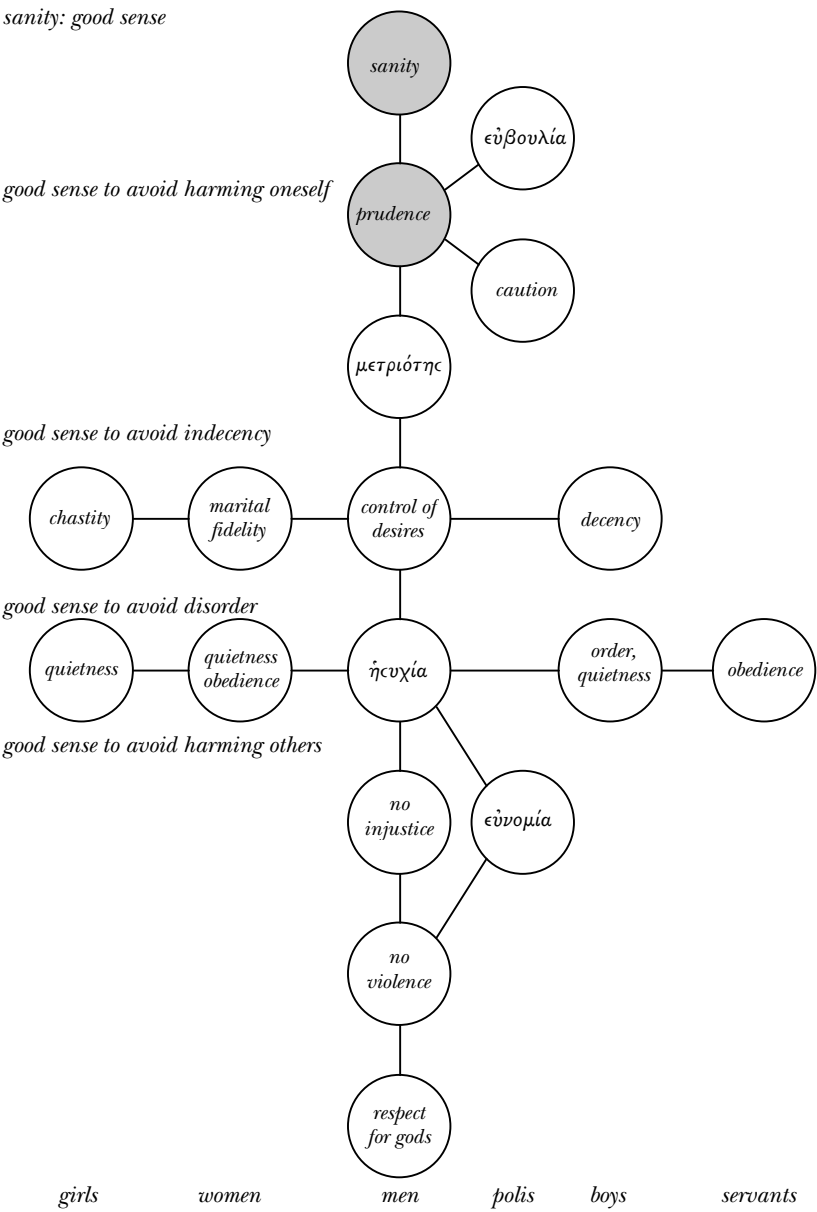 sanity: good sense
sanity
εὐβουλία
good sense to avoid harming oneself
prudence
caution
μετριότηϲ
good sense to avoid indecency
chastity
marital
fidelity
control of
desires
decency
good sense to avoid disorder
quietness
quietness
obedience
ἡϲυχία
order,
quietness
obedience
good sense to avoid harming others
no
injustice
εὐνομία
no
violence
respect
for gods
girls women men polis boys servants